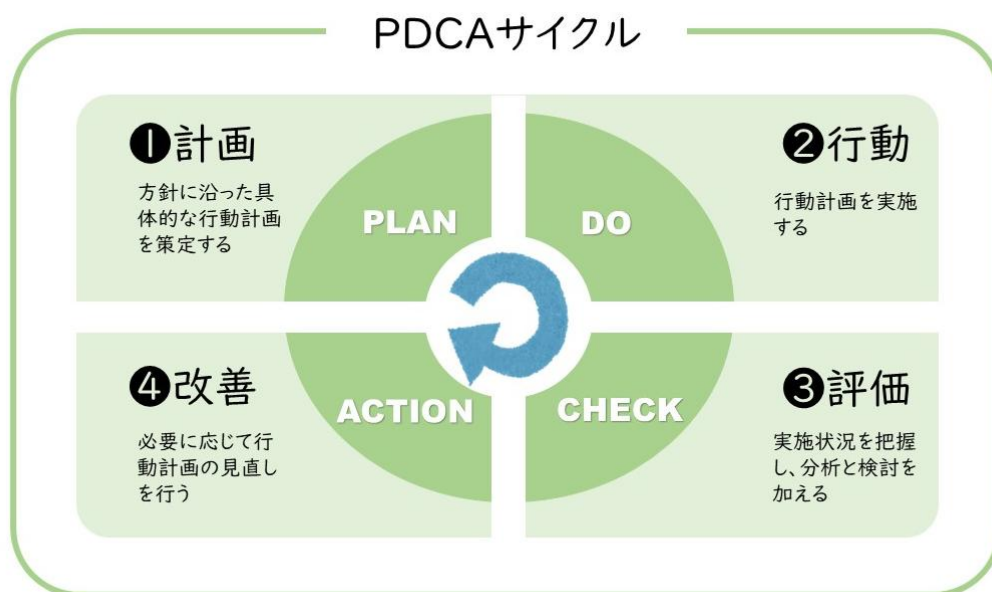 PDCAサイクル
❶計画
方針に沿った具
体的な行動計画
を策定する
PLAN
❷行動
行動計画を実施
する
DO
❹改善
必要に応じて行
動計画の見直し
を行う
ACTION
❸評価
実施状況を把握
し、分析と検討を
加える
CHECK